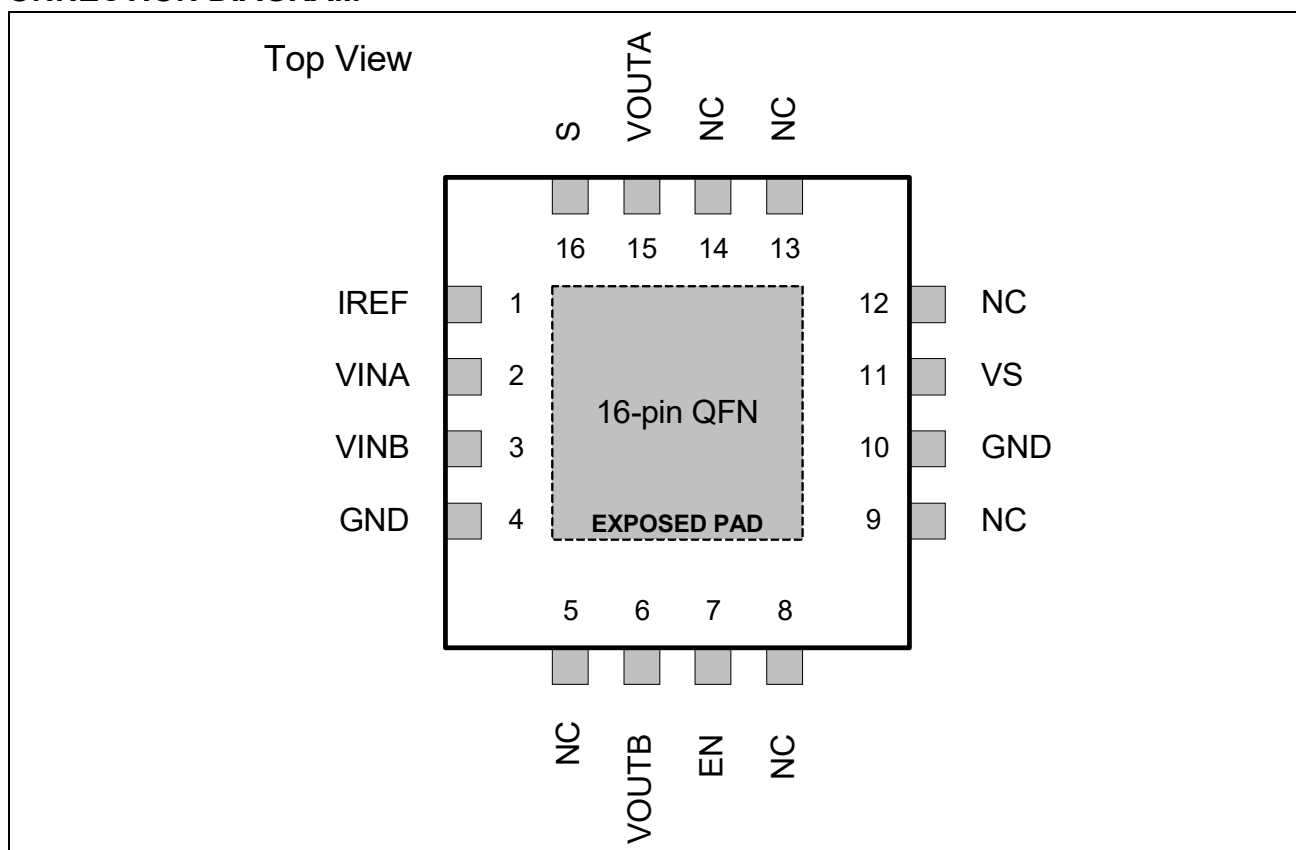 Top View
S
VOUTA
NC
NC
16
15
14
13
IREF
1
12
NC
VINA
2
11
VS
16-pin QFN
VINB
3
10
GND
GND
4
EXPOSED PAD
9
NC
5
6
7
8
NC
VOUTB
EN
NC